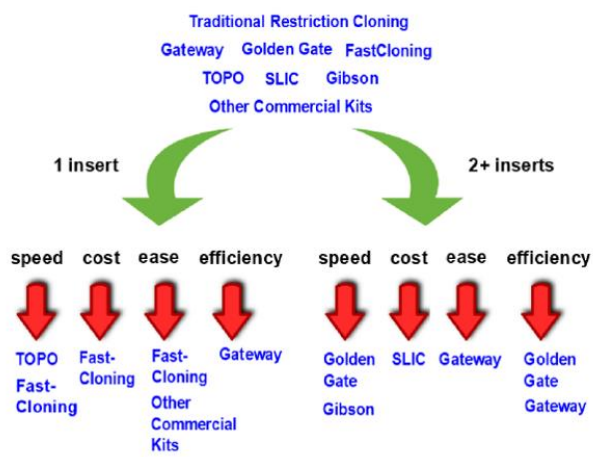 Traditional Restriction Cloning
Gateway Golden Gate FastCloning
TOPO SLIC Gibson
Other Commercial Kits
1 insert 2+ inserts
speed cost ease efficiency speed cost ease efficiency
TOPO
Fast-
Cloning
Fast-
Cloning
Fast-
Cloning
Other
Commercial
Kits
Gateway
Golden
Gate
Gibson
SLIC
Gateway
Golden
Gate
Gateway